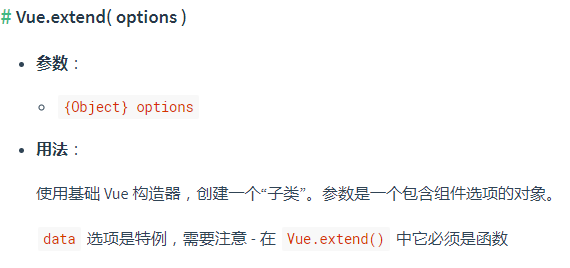 # Vue.extend( options )
参数：
{Object} options
用法：
使用基础 Vue 构造器，创建一个“子类”。参数是一个包含组件选项的对象。
data 选项是特例，需要注意 - 在 Vue.extend() 中它必须是函数